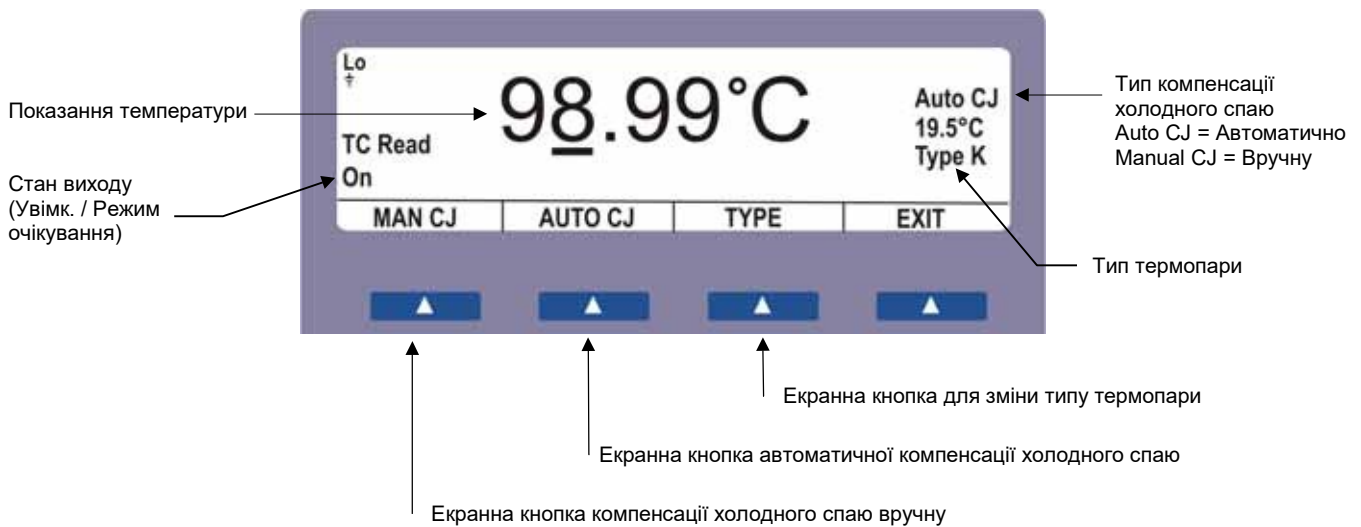 Lo
98.99°C
Auto CJ
19.5°C
Type K
TC Read
On
MAN CJ
AUTO CJ
TYPE
EXIT
Показання температури
Стан виходу
(Увімк. / Режим
очікування)
Тип компенсації
холодного спаю
Auto CJ = Автоматично
Manual CJ = Вручну
Тип термопари
Екранна кнопка для зміни типу термопари
Екранна кнопка автоматичної компенсації холодного спаю
Екранна кнопка компенсації холодного спаю вручну